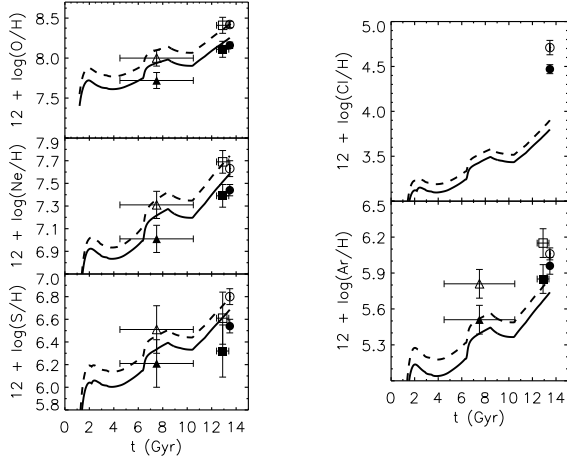 8.5
8.0
7.5
12 + log(O/H)
7.9
7.7
7.5
7.3
7.1
6.9
12 + log(Ne/H)
6.8
6.6
6.4
6.2
6.0
5.8
12 + log(S/H)
0 2 4 6 8 10 12 14
t (Gyr)
5.0
4.5
4.0
3.5
12 + log(Cl/H)
6.5
6.2
5.9
5.6
5.3
12 + log(Ar/H)
0 2 4 6 8 10 12 14
t (Gyr)